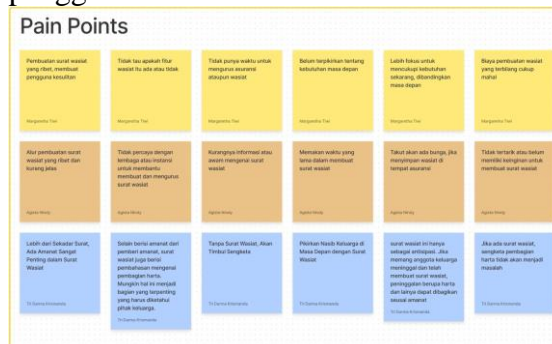 Pain Points
Pembuatan surat wasiat
yang ribet, membuat
pengguna kesulitan
Margaretha Tiwi
Tidak tau apakah fitur
wasiat itu ada atau tidak
Margaretha Tiwi
Tidak punya waktu untuk
mengurus asuransi
ataupun wasiat
Margaretha Tiwi
Belum terpikirkan tentang
kebutuhan masa depan
Margaretha Tiwi
Lebih fokus untuk
mencukupi kebutuhan
sekarang, dibandingkan
masa depan
Margaretha Tiwi
Biaya pembuatan wasiat
yang terbilang cukup
mahal
Margaretha Tiwi
Alur pembuatan surat
wasiat yang ribet dan
kurang jelas
Tidak percaya dengan
lembaga atau instansi
untuk membantu
membuat dan mengurus
surat wasiat
Kurangnya informasi atau
awam mengenai surat
wasiat
Memakan waktu yang
lama dalam membuat
surat wasiat
Takut akan ada bunga, jika
menyimpan wasiat di
tempat asuransi
Tidak tertarik atau belum
memiliki keinginan untuk
membuat surat wasiat
Lebih dari Sekadar Surat,
Ada Amanat Sangat
Penting dalam Surat
Wasiat
Selain berisi amanat dari
pemberi amanat, surat
wasiat juga berisi
pembahasan mengenai
pembagian harta.
Mungkin hal ini menjadi
bagian yang terpenting
yang harus diketahui
pihak keluarga.
Tanpa Surat Wasiat, Akan
Timbul Sengketa
Pikirkan Nasib Keluarga di
Masa Depan dengan Surat
Wasiat
surat wasiat ini hanya
sebagai antisipasi. Jika
memang anggota keluarga
meninggal dan telah
membuat surat wasiat,
peninggalan berupa harta
dan lainya dapat dibagikan
sesuai amanat
Jika ada surat wasiat,
sengketa pembagian
harta tidak akan menjadi
masalah